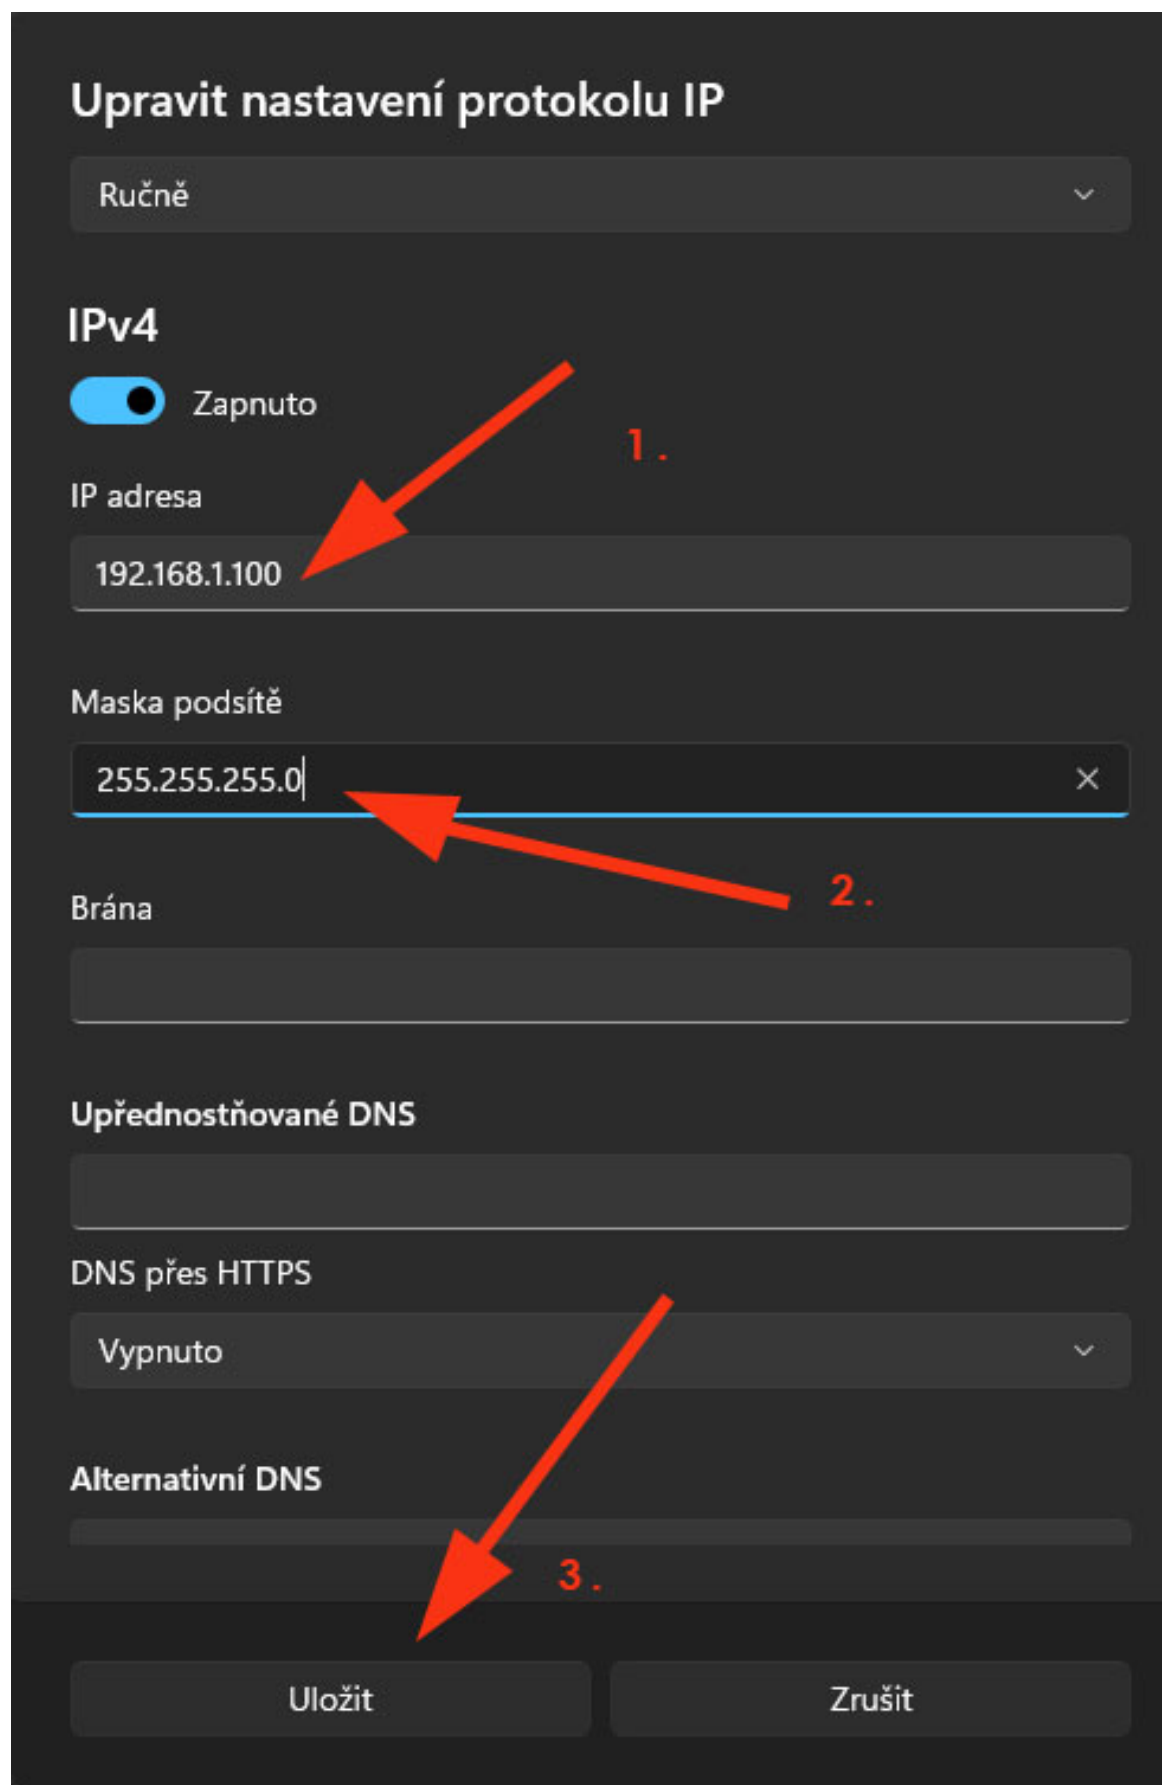 Upravit nastavení protokolu IP
Ručně
IPv4
Zapnuto
1.
IP adresa
192.168.1.100
Maska podsítě
255.255.255.0
2.
Brána
Upřednostňované DNS
DNS přes HTTPS
Vypnuto
Alternativní DNS
3.
Uložit
Zrušit